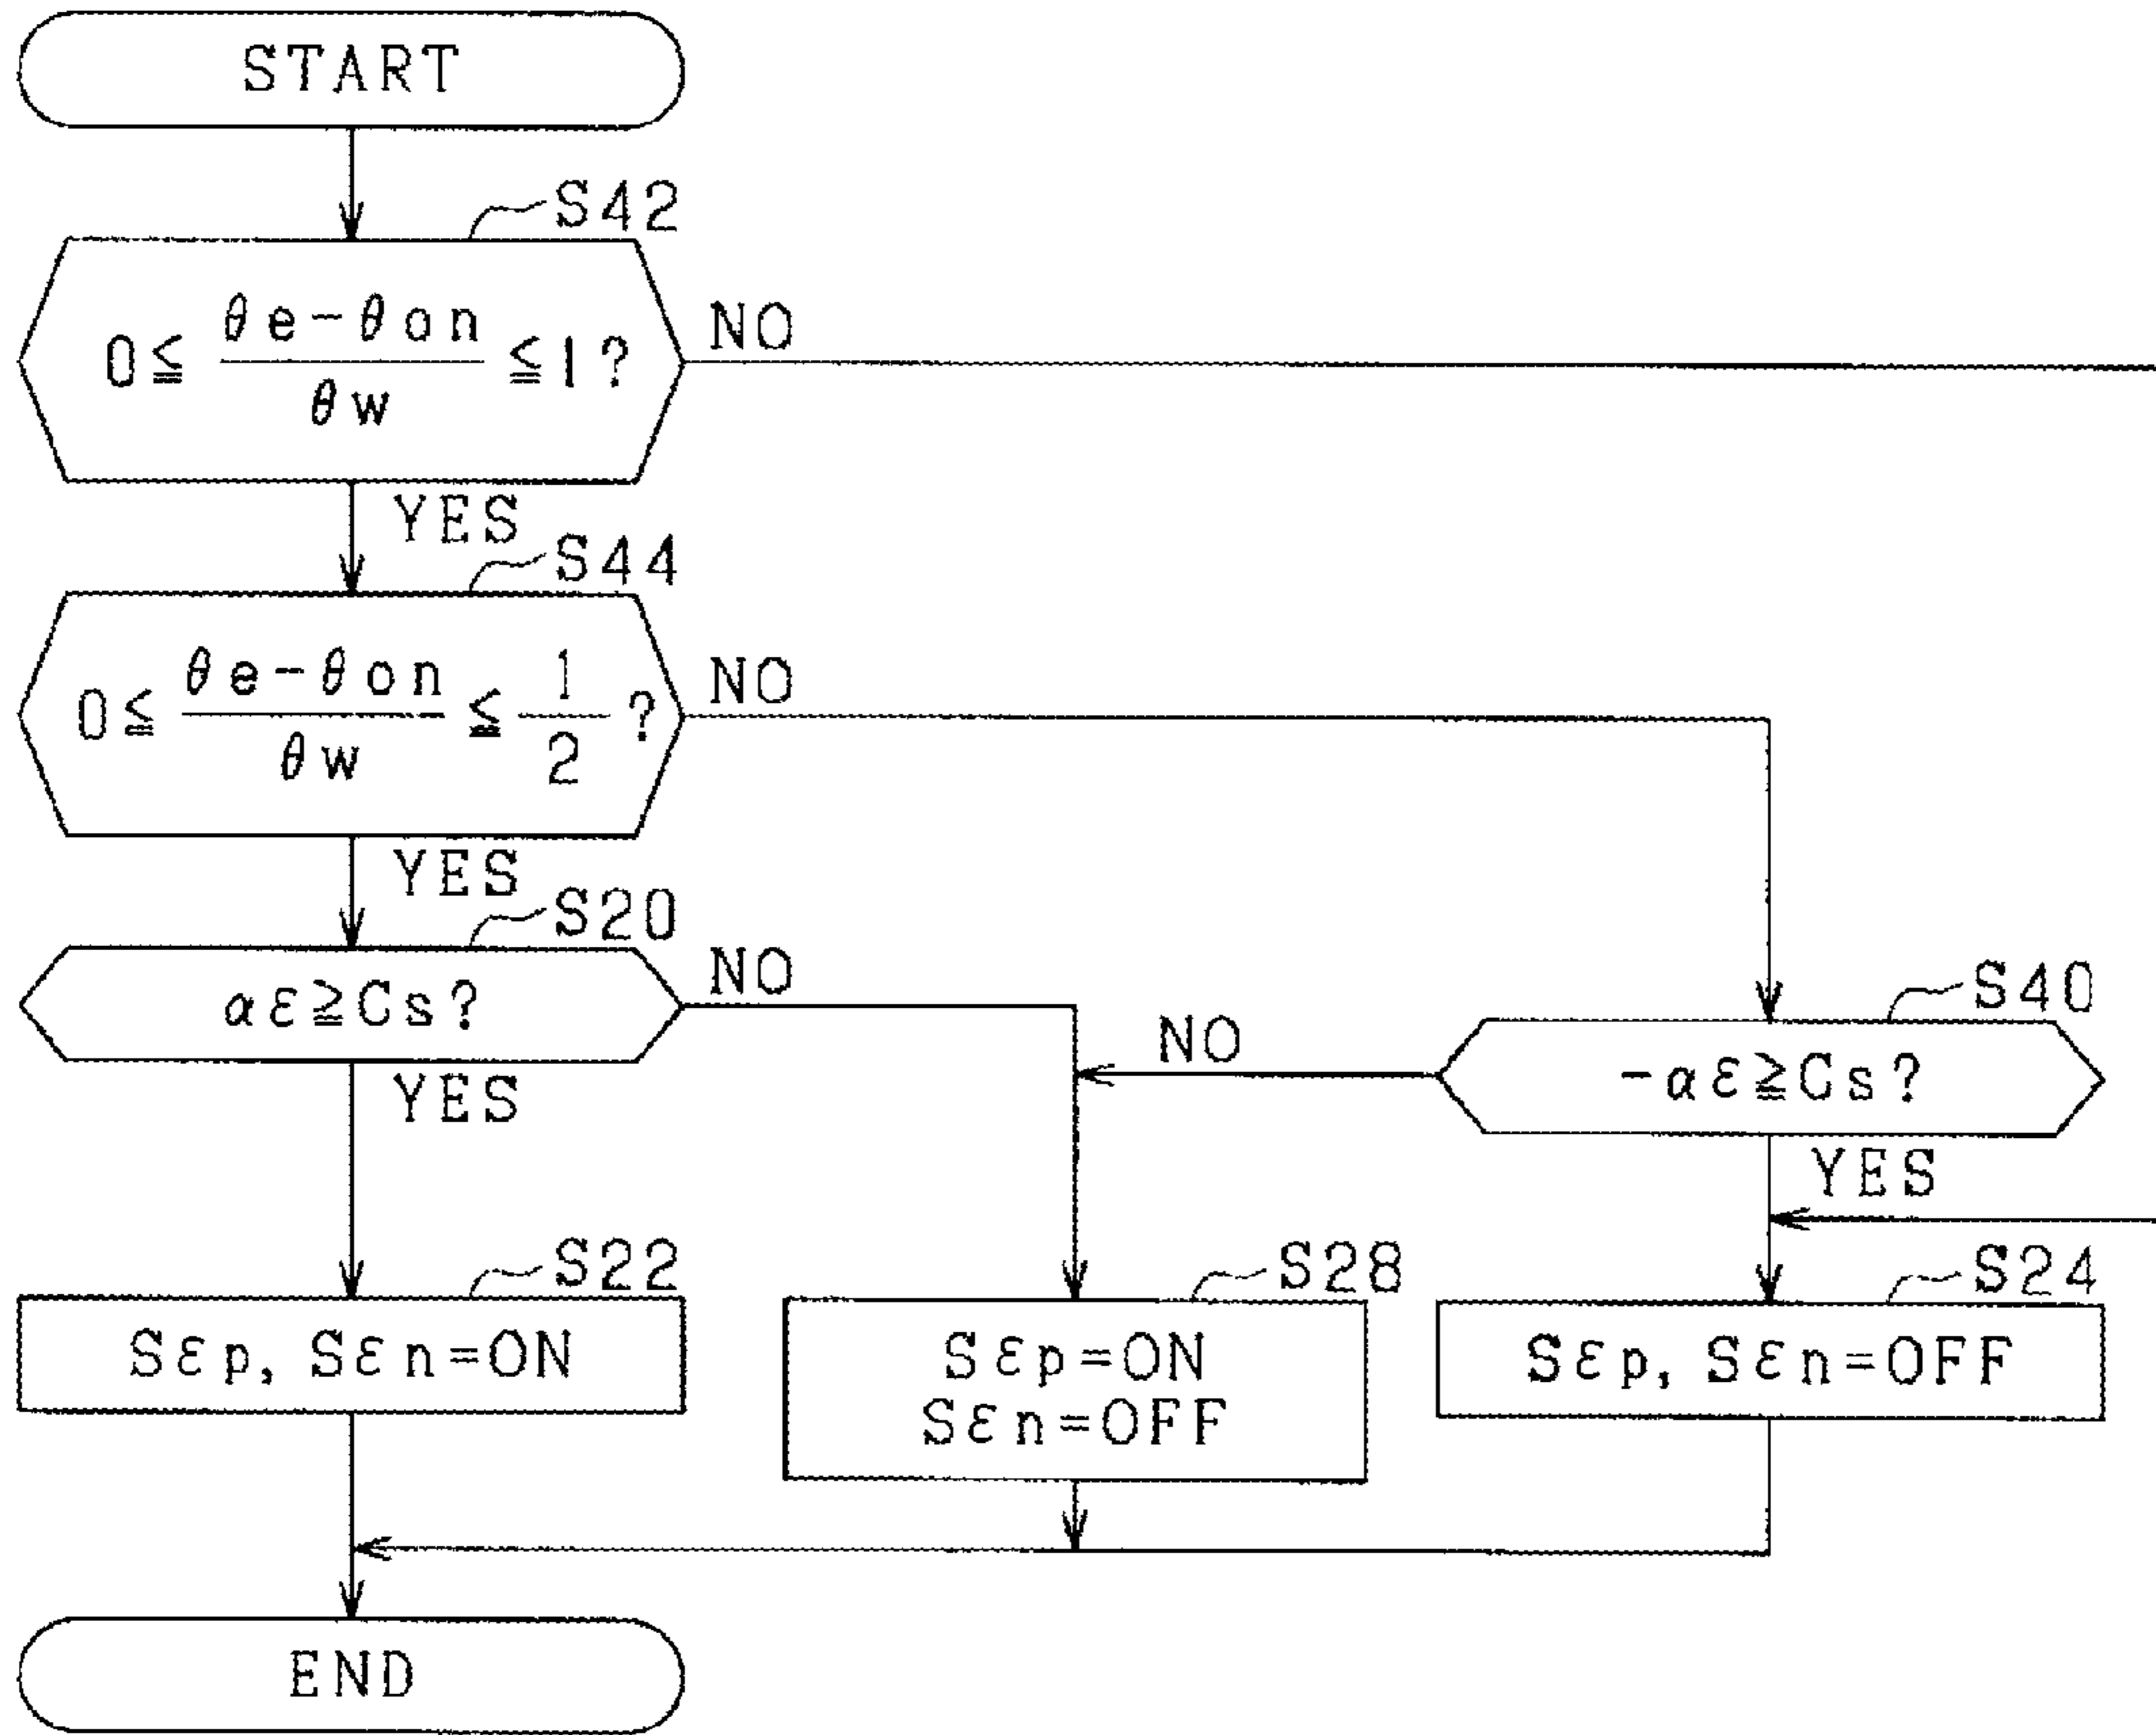 START
S42
0≦ θe-θon / θw ≦1?
NO
YES
S44
0≦ θe-θon / θw ≦ 1/2 ?
NO
YES
S20
αε≧Cs?
NO
YES
S40
-αε≧Cs?
NO
YES
S22
Sεp, Sεn=ON
S28
Sεp=ON
Sεn=OFF
S24
Sεp, Sεn=OFF
END